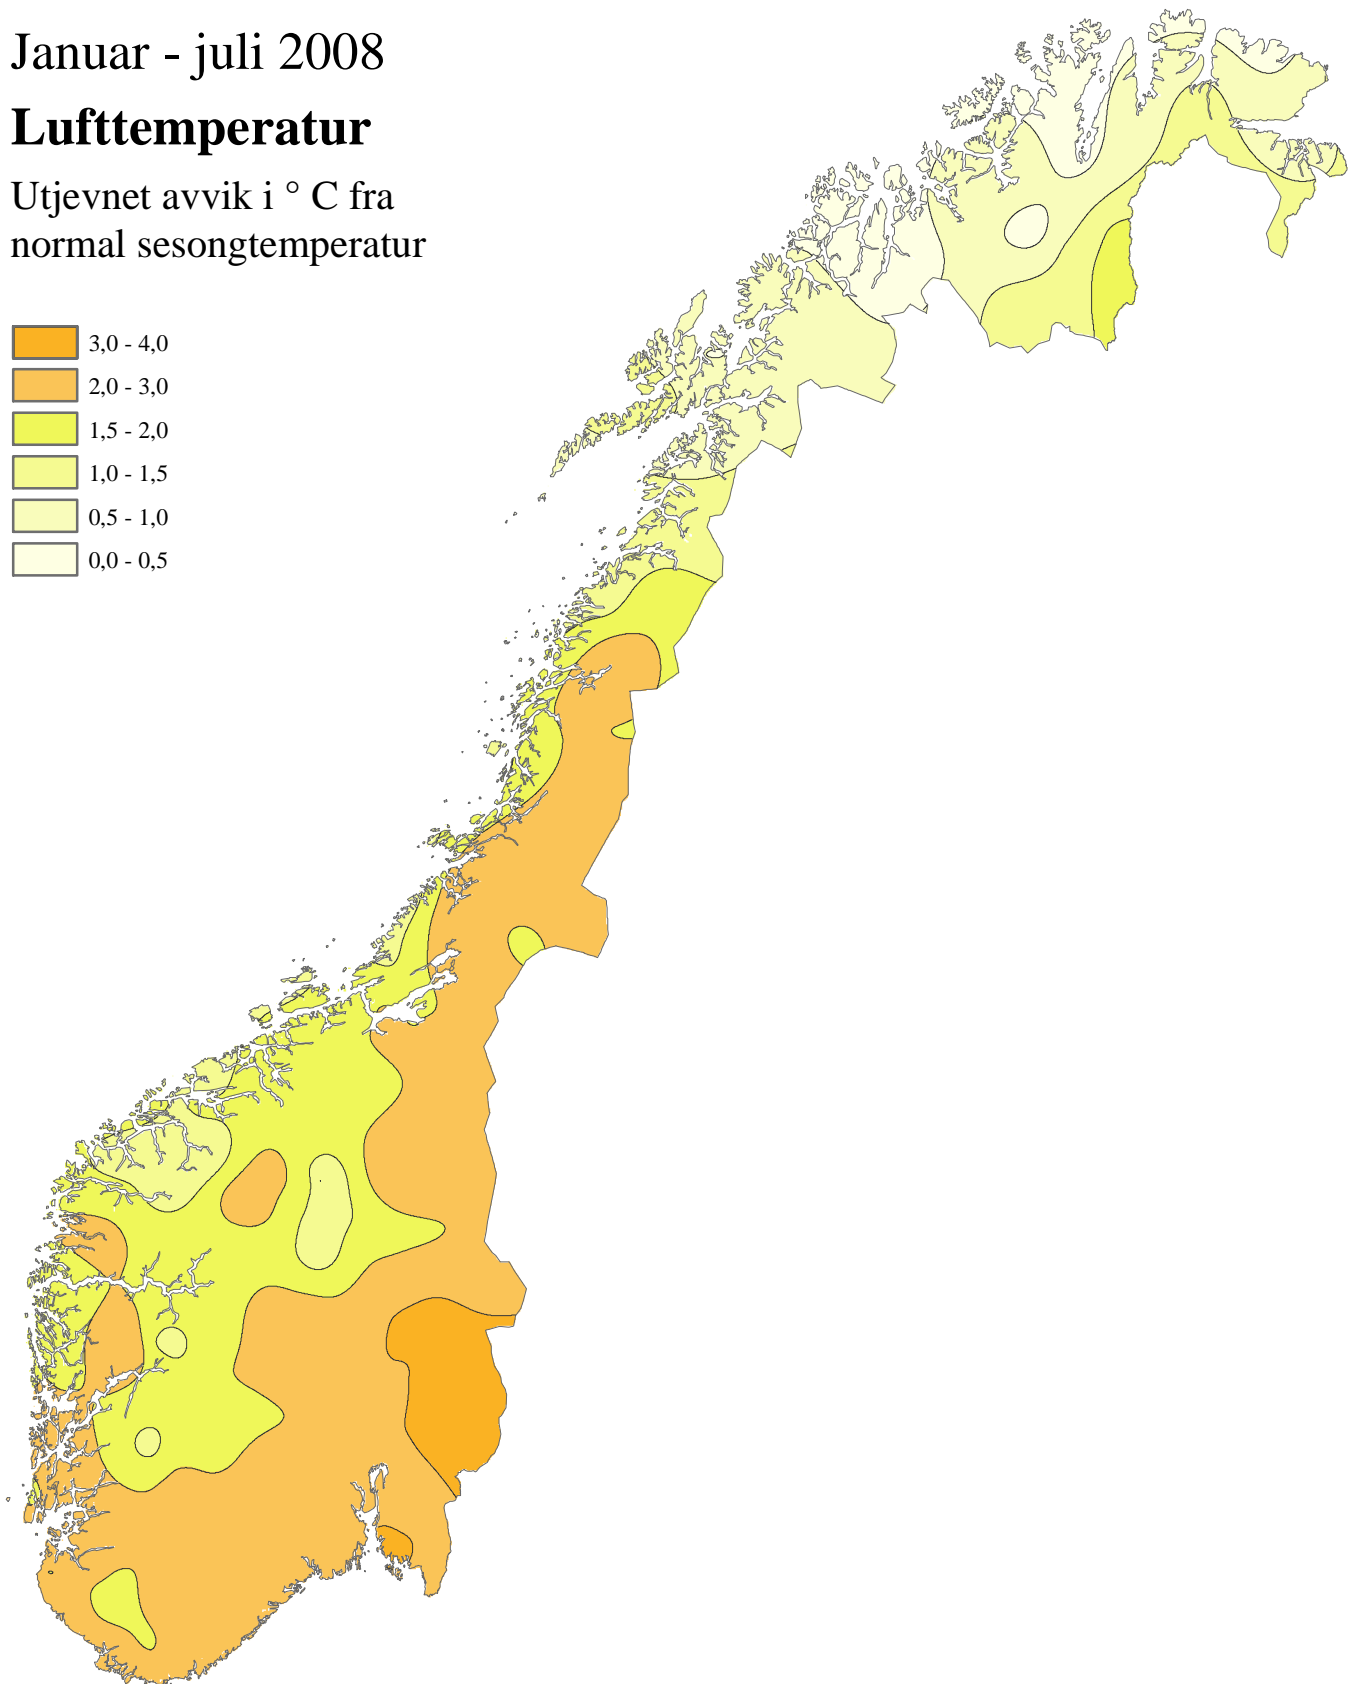 Januar - juli 2008
Lufttemperatur
Utjevnet avvik i ° C fra
normal sesongtemperatur
3,0 - 4,0
2,0 - 3,0
1,5 - 2,0
1,0 - 1,5
0,5 - 1,0
0,0 - 0,5